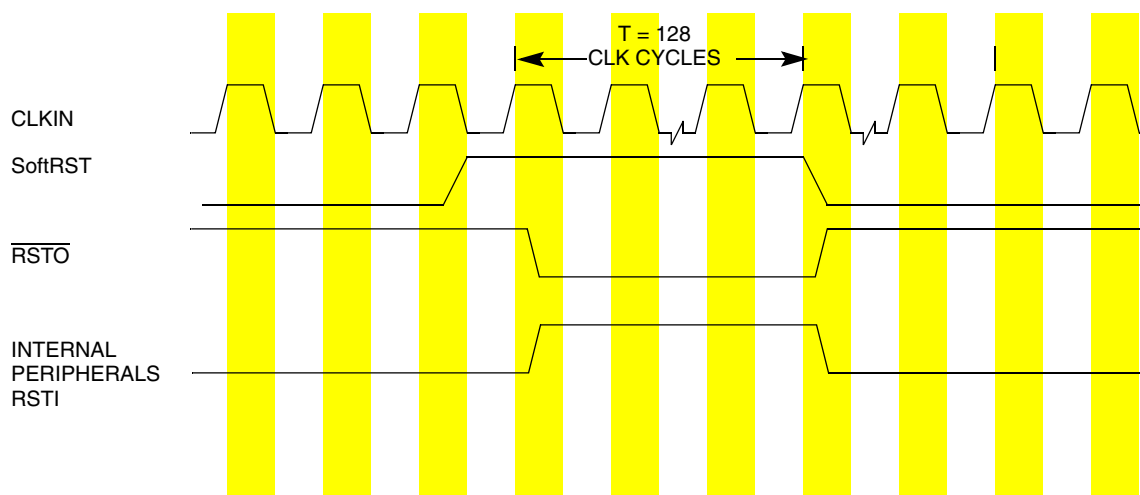 T = 128
CLK CYCLES
CLKIN
SoftRST
RSTO
INTERNAL
PERIPHERALS
RSTI